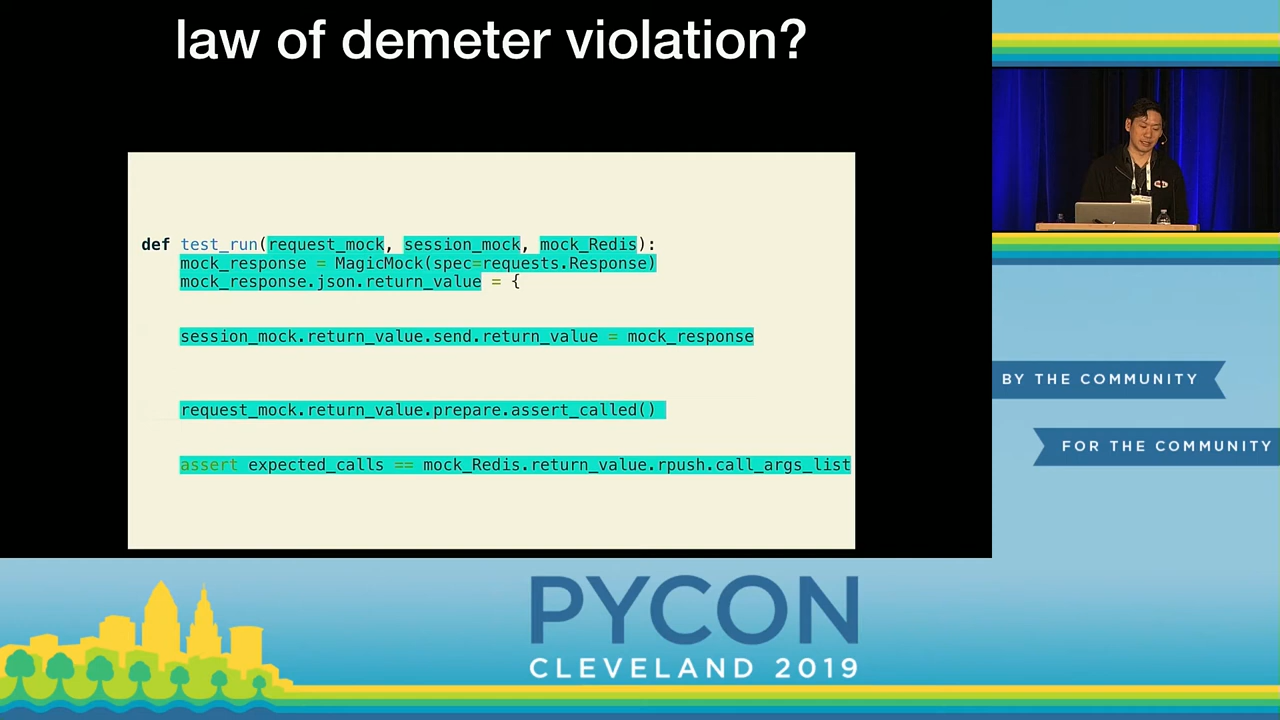 law of demeter violation?
def test_run(request_mock, session_mock, mock_Redis):
mock_response = MagicMock(spec=requests.Response)
mock_response.json.return_value = {
session_mock.return_value.send.return_value = mock_response
request_mock.return_value.prepare.assert_called()
assert expected_calls == mock_Redis.return_value.rpush.call_args_list
BY THE COMMUNITY
FOR THE COMMUNITY
PYCON
CLEVELAND 2019